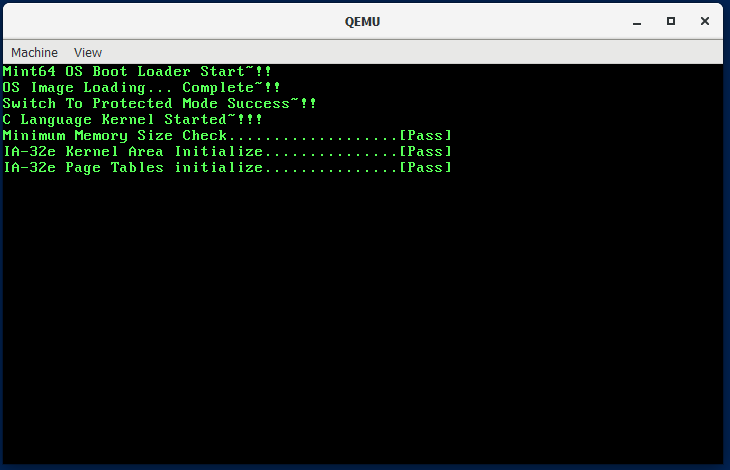 QEMU
Machine View
Mint64 OS Boot Loader Start~!!
OS Image Loading... Complete~!!
Switch To Protected Mode Success~!!
C Language Kernel Started~!!!
Minimum Memory Size Check...................[Pass]
IA-32e Kernel Area Initialize...............[Pass]
IA-32e Page Tables initialize...............[Pass]